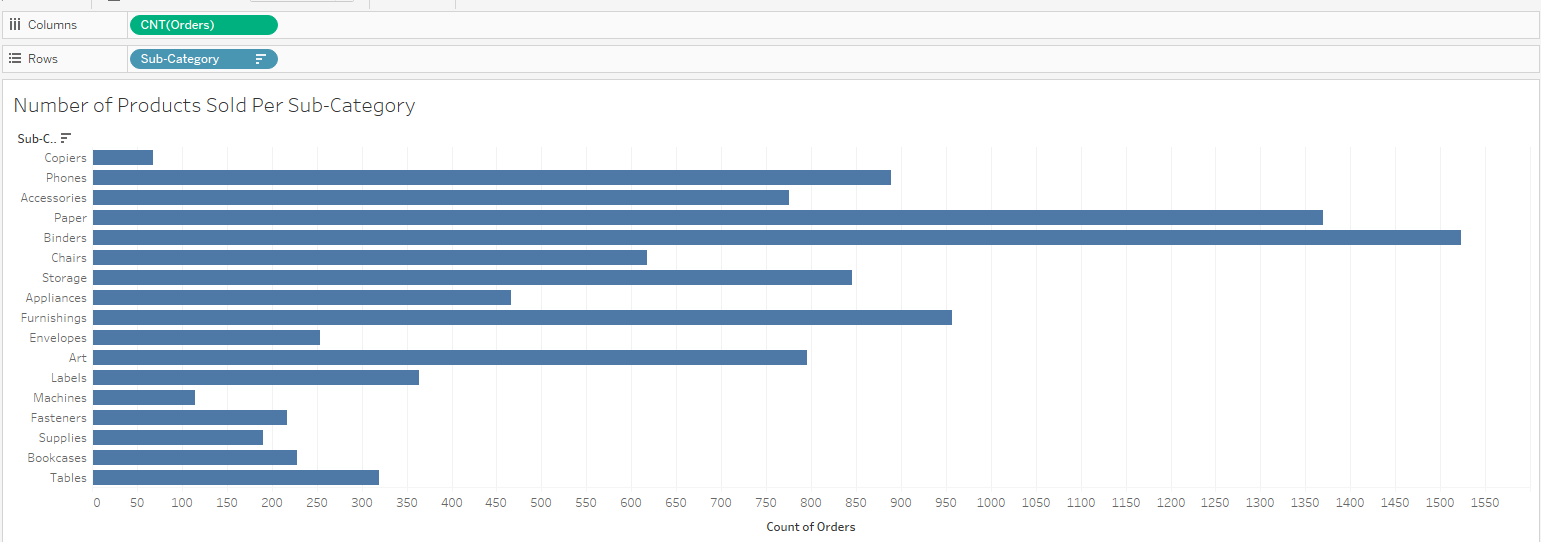 Columns CNT(Orders)
Rows Sub-Category
Number of Products Sold Per Sub-Category
Sub-C..
Copiers
Phones
Accessories
Paper
Binders
Chairs
Storage
Appliances
Furnishings
Envelopes
Art
Labels
Machines
Fasteners
Supplies
Bookcases
Tables
0 50 100 150 200 250 300 350 400 450 500 550 600 650 700 750 800 850 900 950 1000 1050 1100 1150 1200 1250 1300 1350 1400 1450 1500 1550
Count of Orders